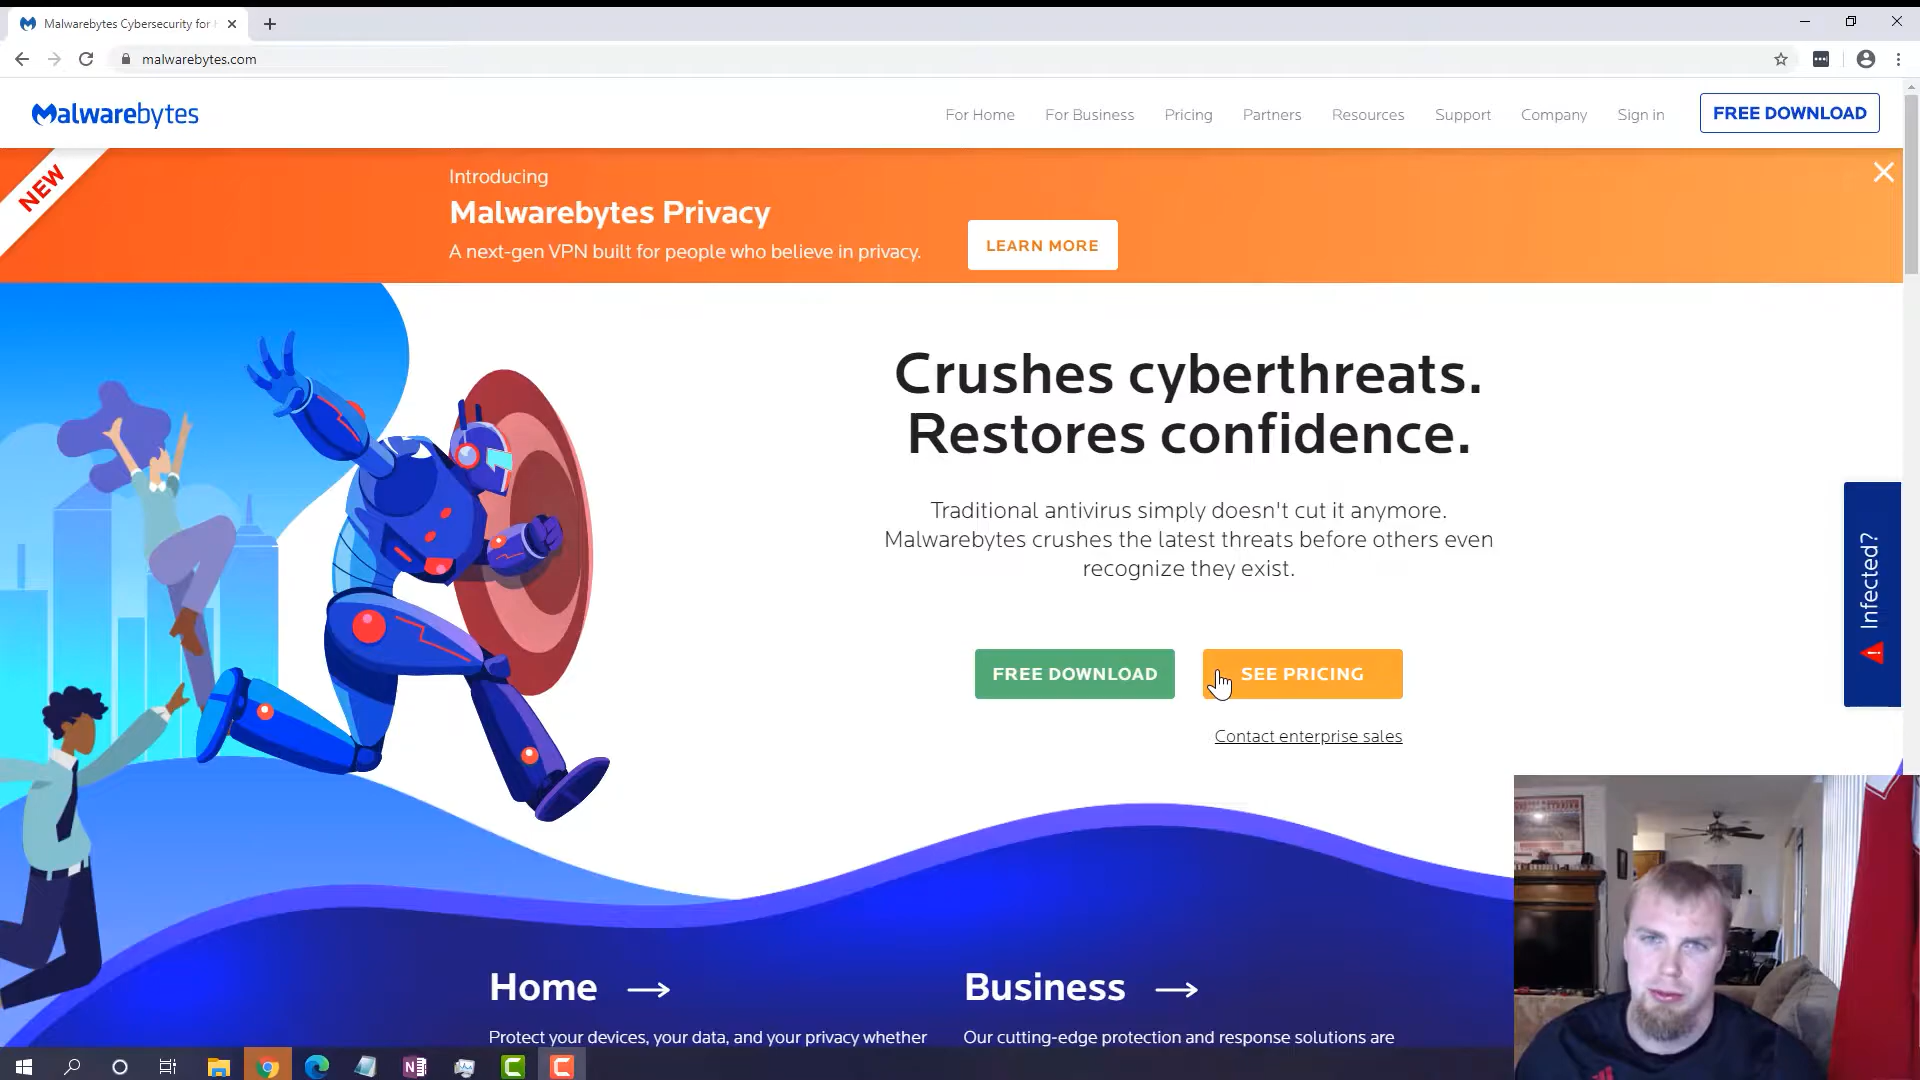 Malwarebytes Cybersecurity for
malwarebytes.com
Malwarebytes
For Home
For Business
Pricing
Partners
Resources
Support
Company
Sign in
FREE DOWNLOAD
NEW
Introducing
Malwarebytes Privacy
A next-gen VPN built for people who believe in privacy.
LEARN MORE
Crushes cyberthreats.
Restores confidence.
Traditional antivirus simply doesn't cut it anymore.
Malwarebytes crushes the latest threats before others even
recognize they exist.
FREE DOWNLOAD
SEE PRICING
Contact enterprise sales
Infected?
Home
Protect your devices, your data, and your privacy whether
Business
Our cutting-edge protection and response solutions are